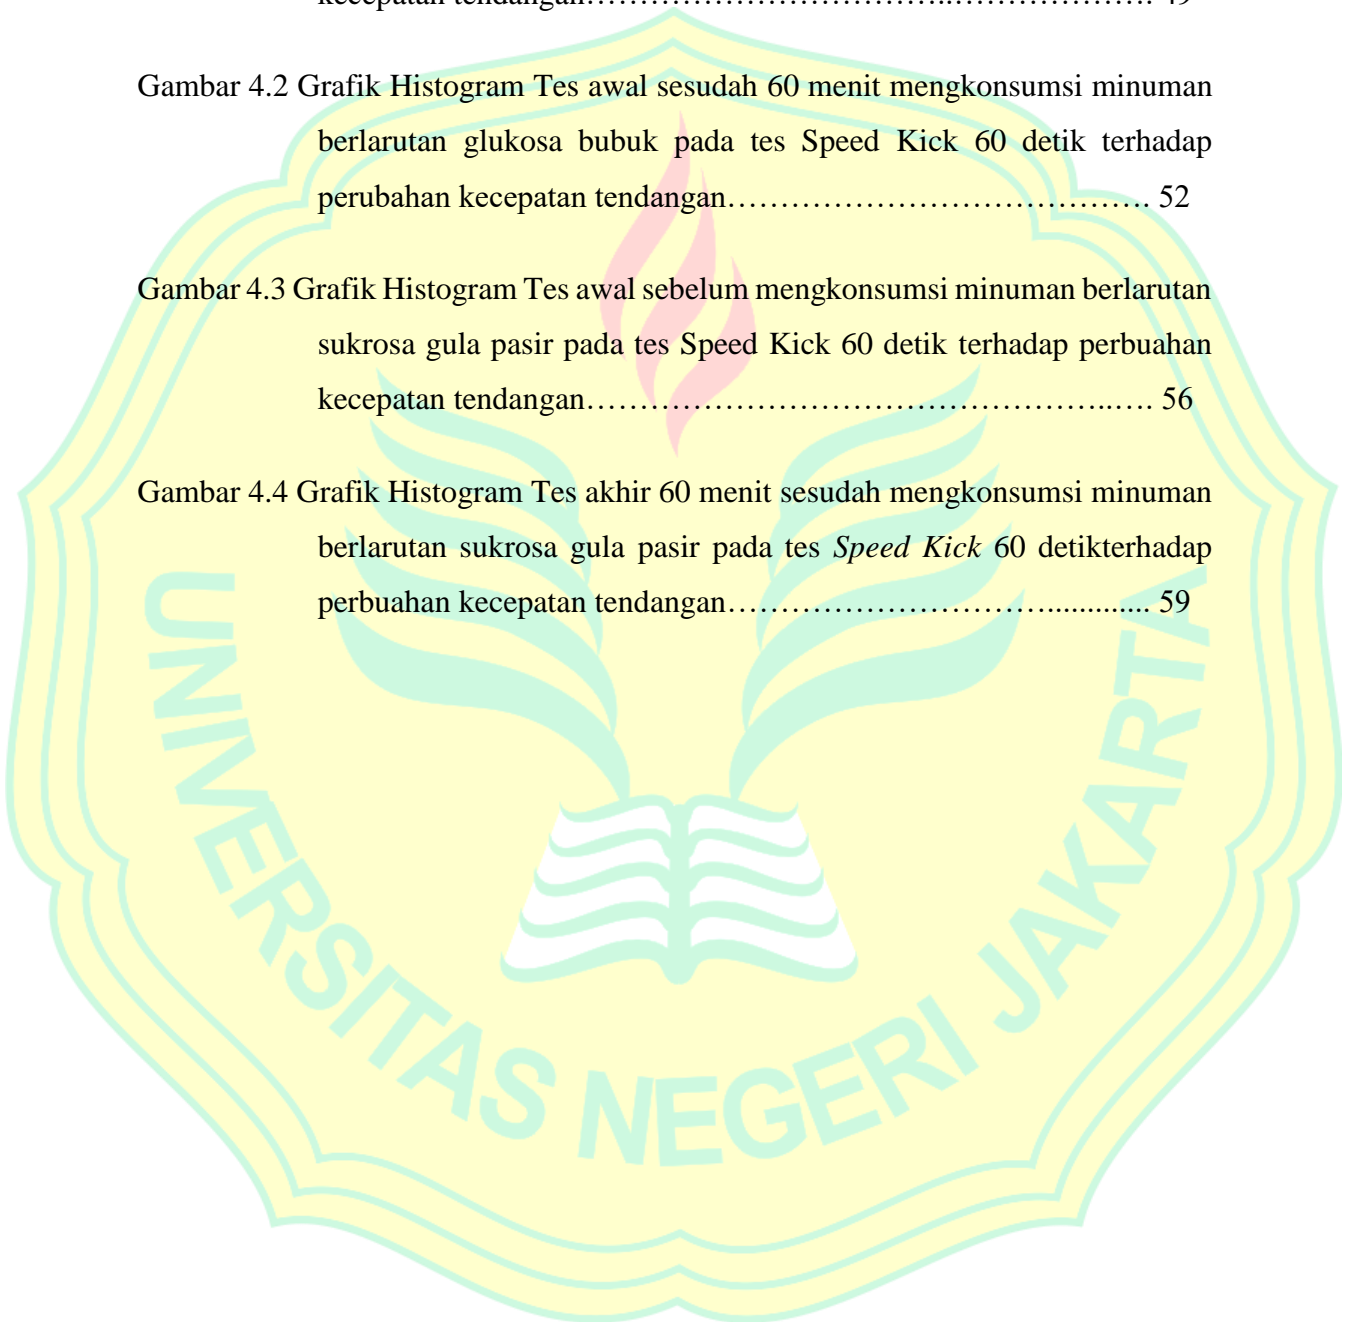 kecepatan tendangan……………………………..………………. 49
Gambar 4.2 Grafik Histogram Tes awal sesudah 60 menit mengkonsumsi minuman
berlarutan glukosa bubuk pada tes Speed Kick 60 detik terhadap
perubahan kecepatan tendangan…………………………………. 52
Gambar 4.3 Grafik Histogram Tes awal sebelum mengkonsumsi minuman berlarutan
sukrosa gula pasir pada tes Speed Kick 60 detik terhadap perbuahan
kecepatan tendangan…………………………………………..…. 56
Gambar 4.4 Grafik Histogram Tes akhir 60 menit sesudah mengkonsumsi minuman
berlarutan sukrosa gula pasir pada tes Speed Kick 60 detikterhadap
perbuahan kecepatan tendangan…………………………............. 59
UNIVERSITAS NEGERI JAKARTA